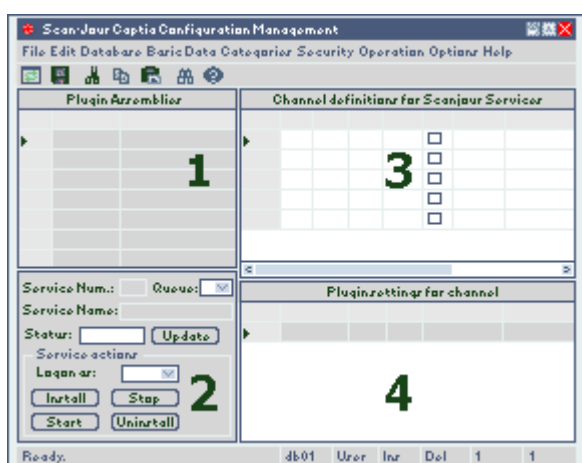 Scan·Jour Captia Configuration Management
File Edit Database Basic Data Categories Security Operation Options Help
Plugin Assemblies
Channel definitions for Scanjour Services
1
3
Service Num.: Queue:
Service Name:
Status: Update
Service actions
Logon as:
Install Stop
Start Uninstall
2
Plugin settings for channel
4
Ready. db01 User Ins Del 1 1